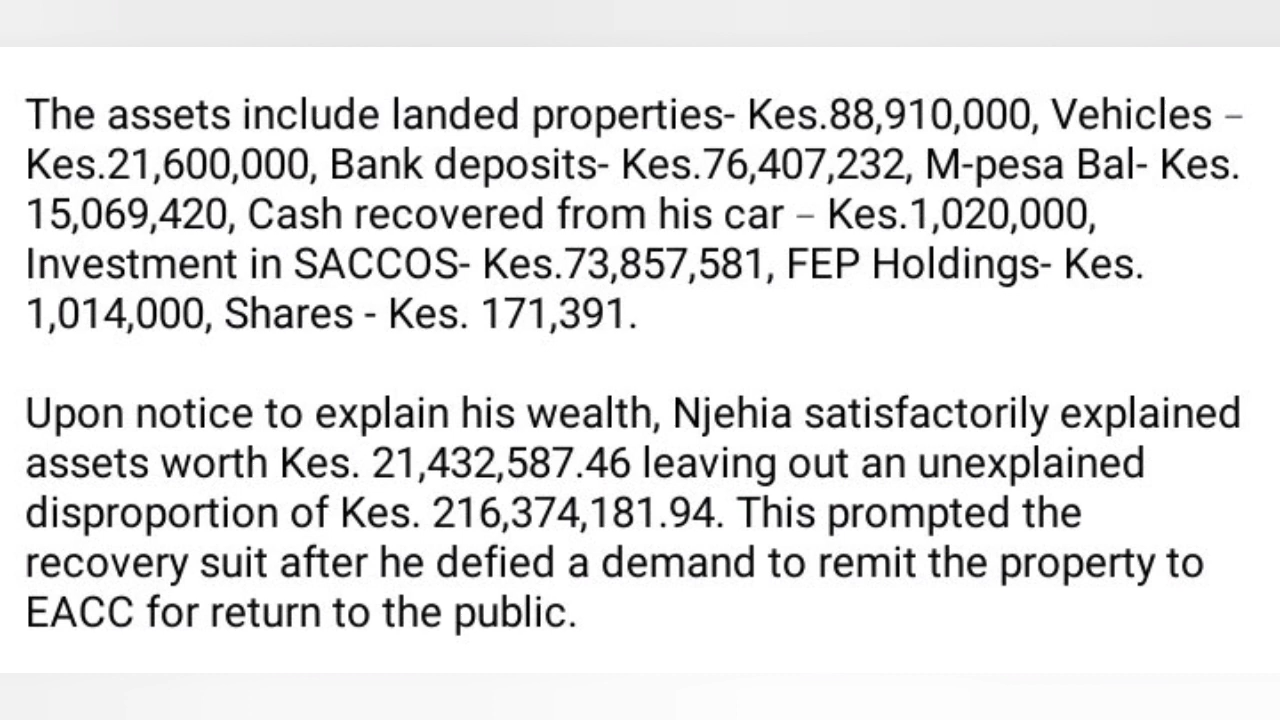 The assets include landed properties- Kes.88,910,000, Vehicles –
Kes.21,600,000, Bank deposits- Kes.76,407,232, M-pesa Bal- Kes.
15,069,420, Cash recovered from his car – Kes.1,020,000,
Investment in SACCOS- Kes.73,857,581, FEP Holdings- Kes.
1,014,000, Shares - Kes. 171,391.

Upon notice to explain his wealth, Njehia satisfactorily explained
assets worth Kes. 21,432,587.46 leaving out an unexplained
disproportion of Kes. 216,374,181.94. This prompted the
recovery suit after he defied a demand to remit the property to
EACC for return to the public.